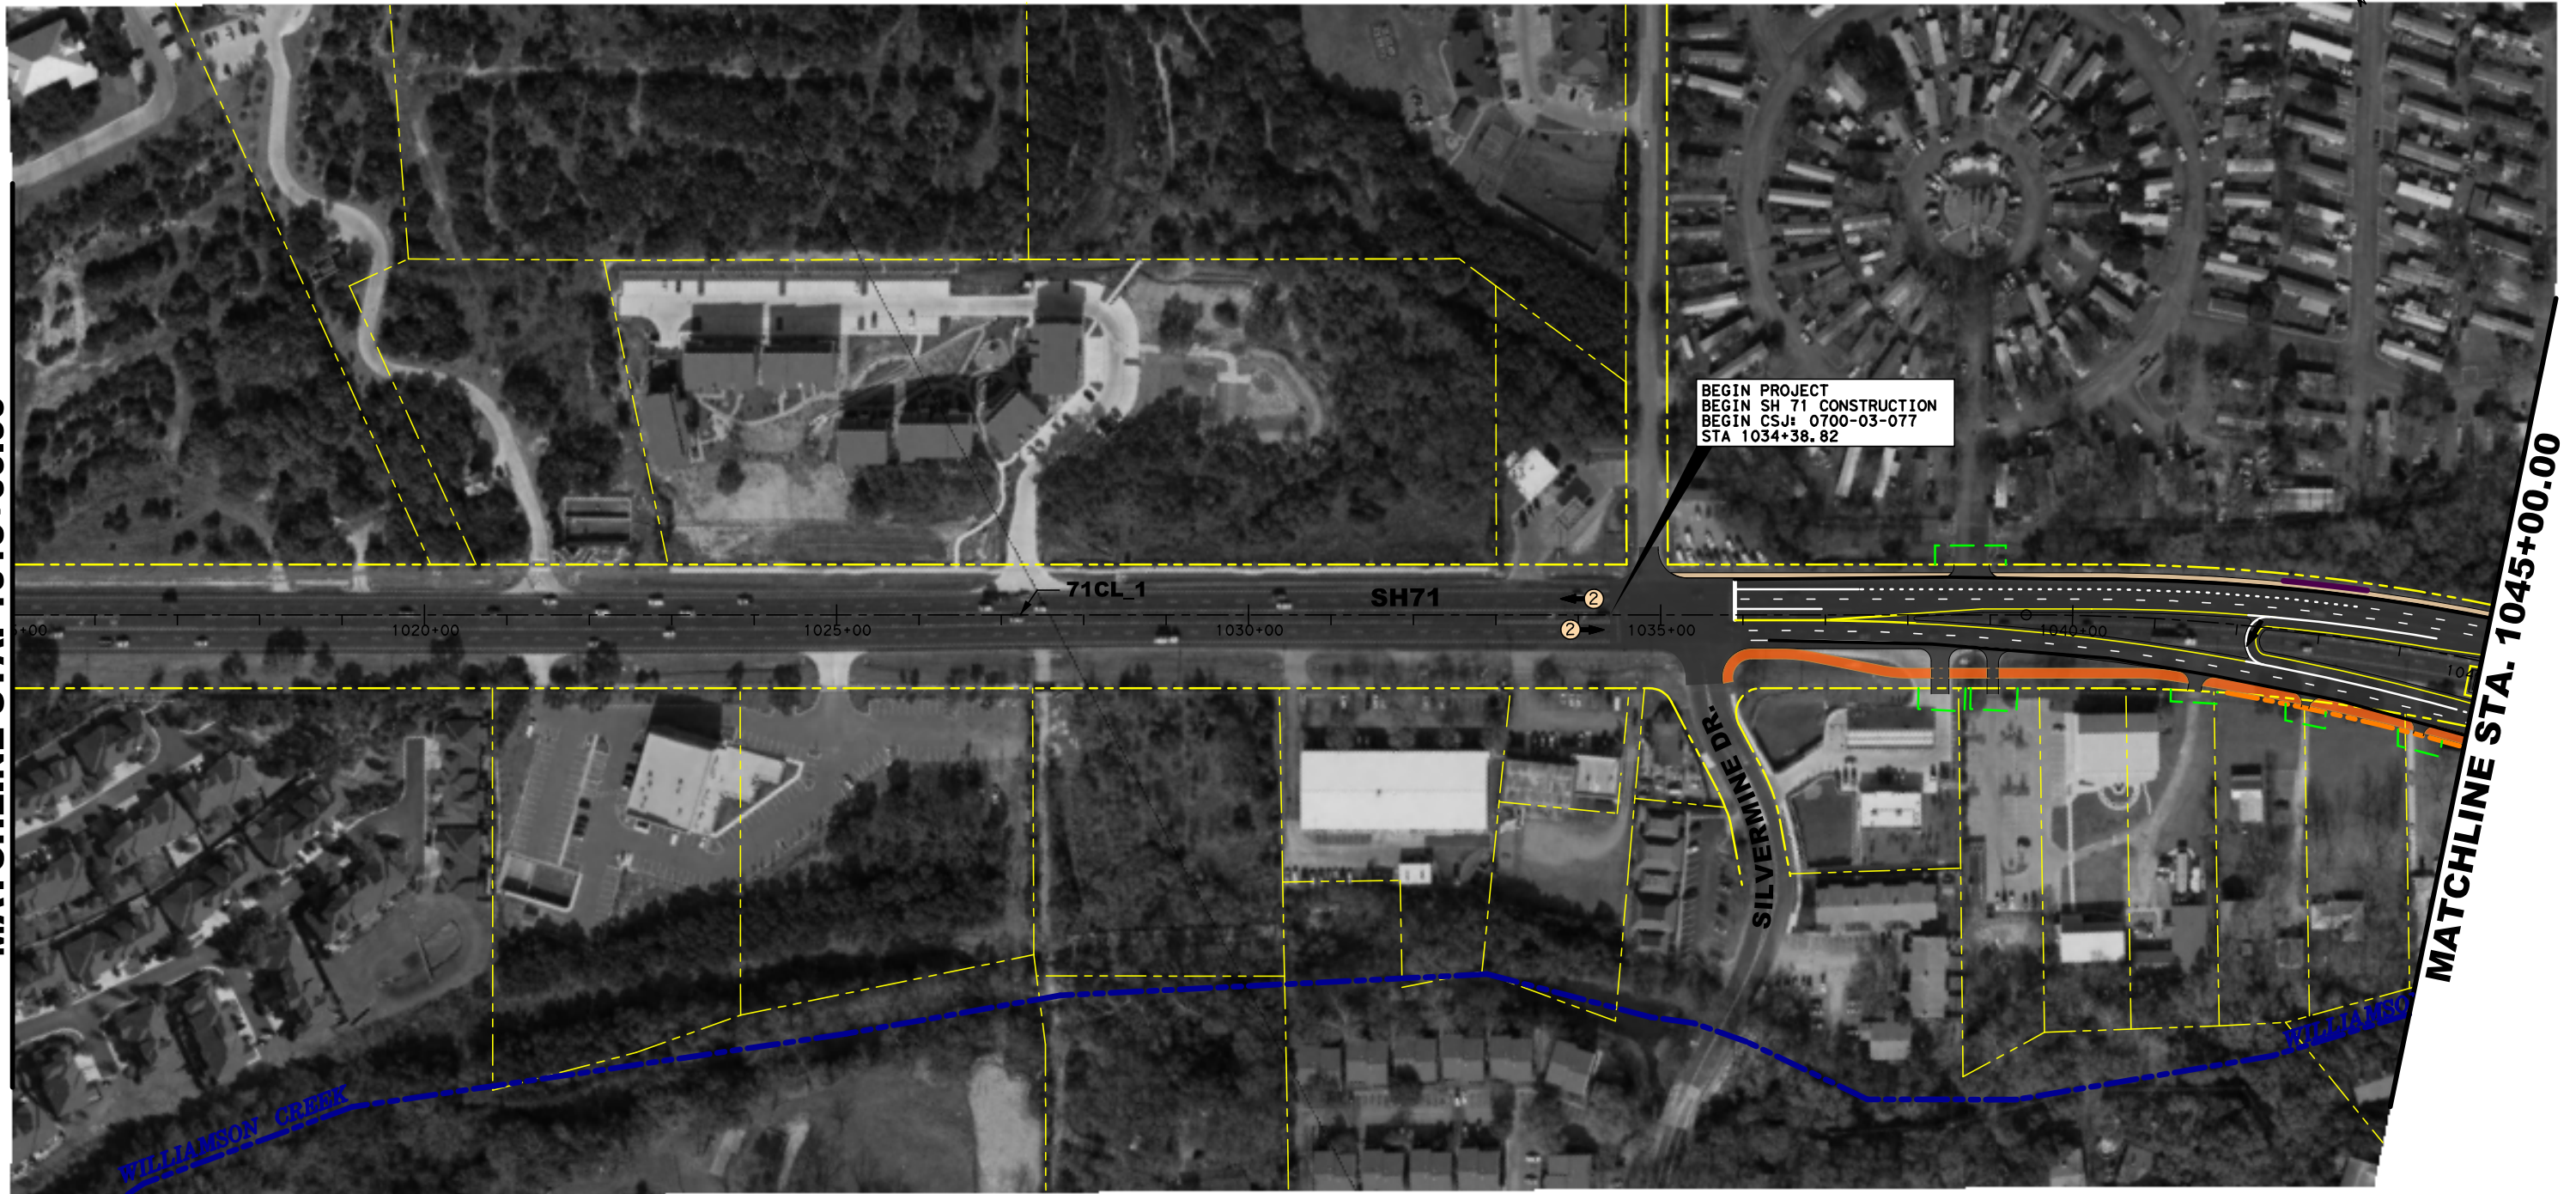 BEGIN PROJECT
BEGIN SH 71 CONSTRUCTION
BEGIN CSJ: 0700-03-077
STA 1034+38.82
71CL_1
SH71
2
2
1020+00
1025+00
1030+00
1035+00
1040+00
SILVERMINE DR.
MATCHLINE STA. 1045+00.00
WILLIAMSON CREEK
WILLIAMSO